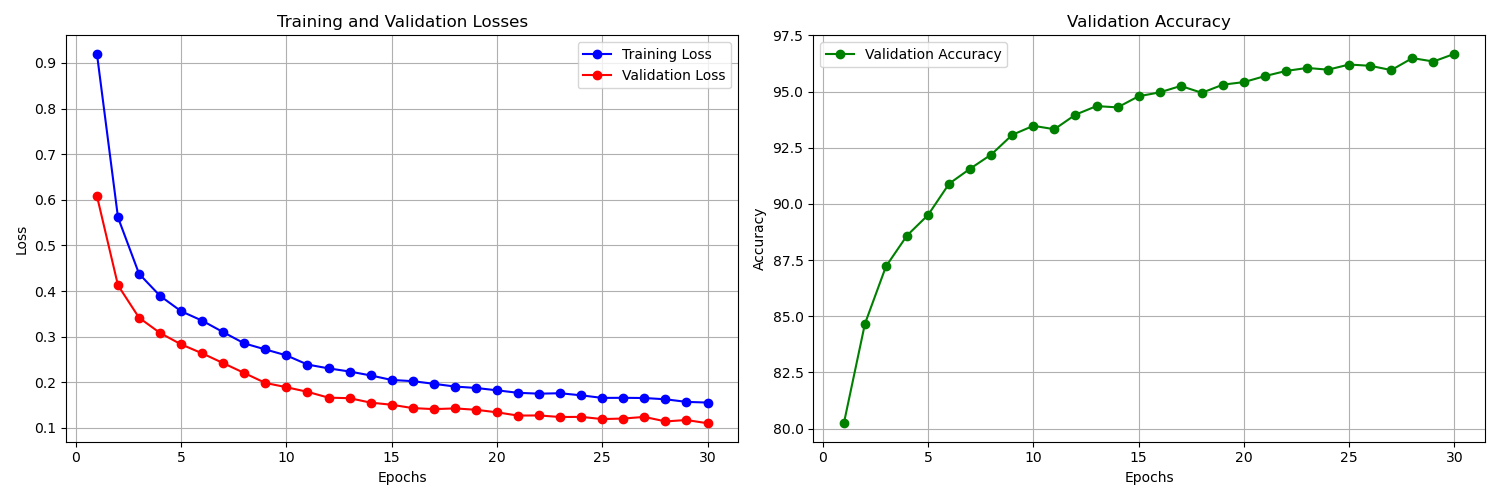 Training and Validation Losses
Training Loss
Validation Loss
0.9
0.8
0.7
0.6
0.5
0.4
0.3
0.2
0.1
Loss
0 5 10 15 20 25 30
Epochs
Validation Accuracy
Validation Accuracy
97.5
95.0
92.5
90.0
87.5
85.0
82.5
80.0
Accuracy
0 5 10 15 20 25 30
Epochs